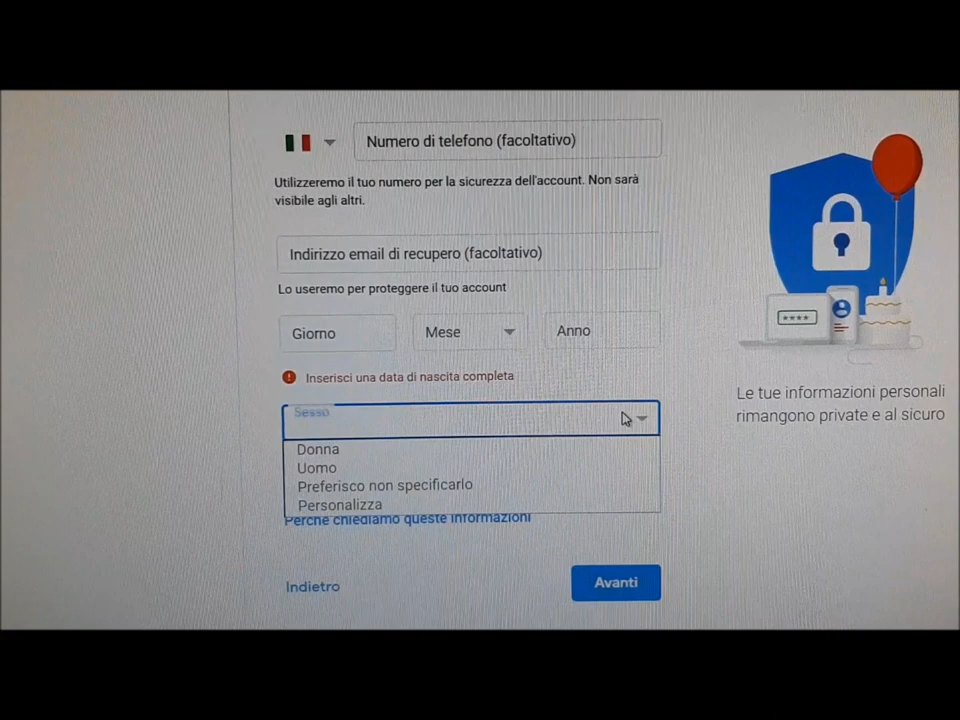 Numero di telefono (facoltativo)
Utilizzeremo il tuo numero per la sicurezza dell'account. Non sarà
visibile agli altri.
Indirizzo email di recupero (facoltativo)
Lo useremo per proteggere il tuo account
Giorno
Mese
Anno
Inserisci una data di nascita completa
Sesso
Donna
Uomo
Preferisco non specificarlo
Personalizza
Perché chiediamo queste informazioni
Indietro
Avanti
****
Le tue informazioni personali
rimangono private e al sicuro